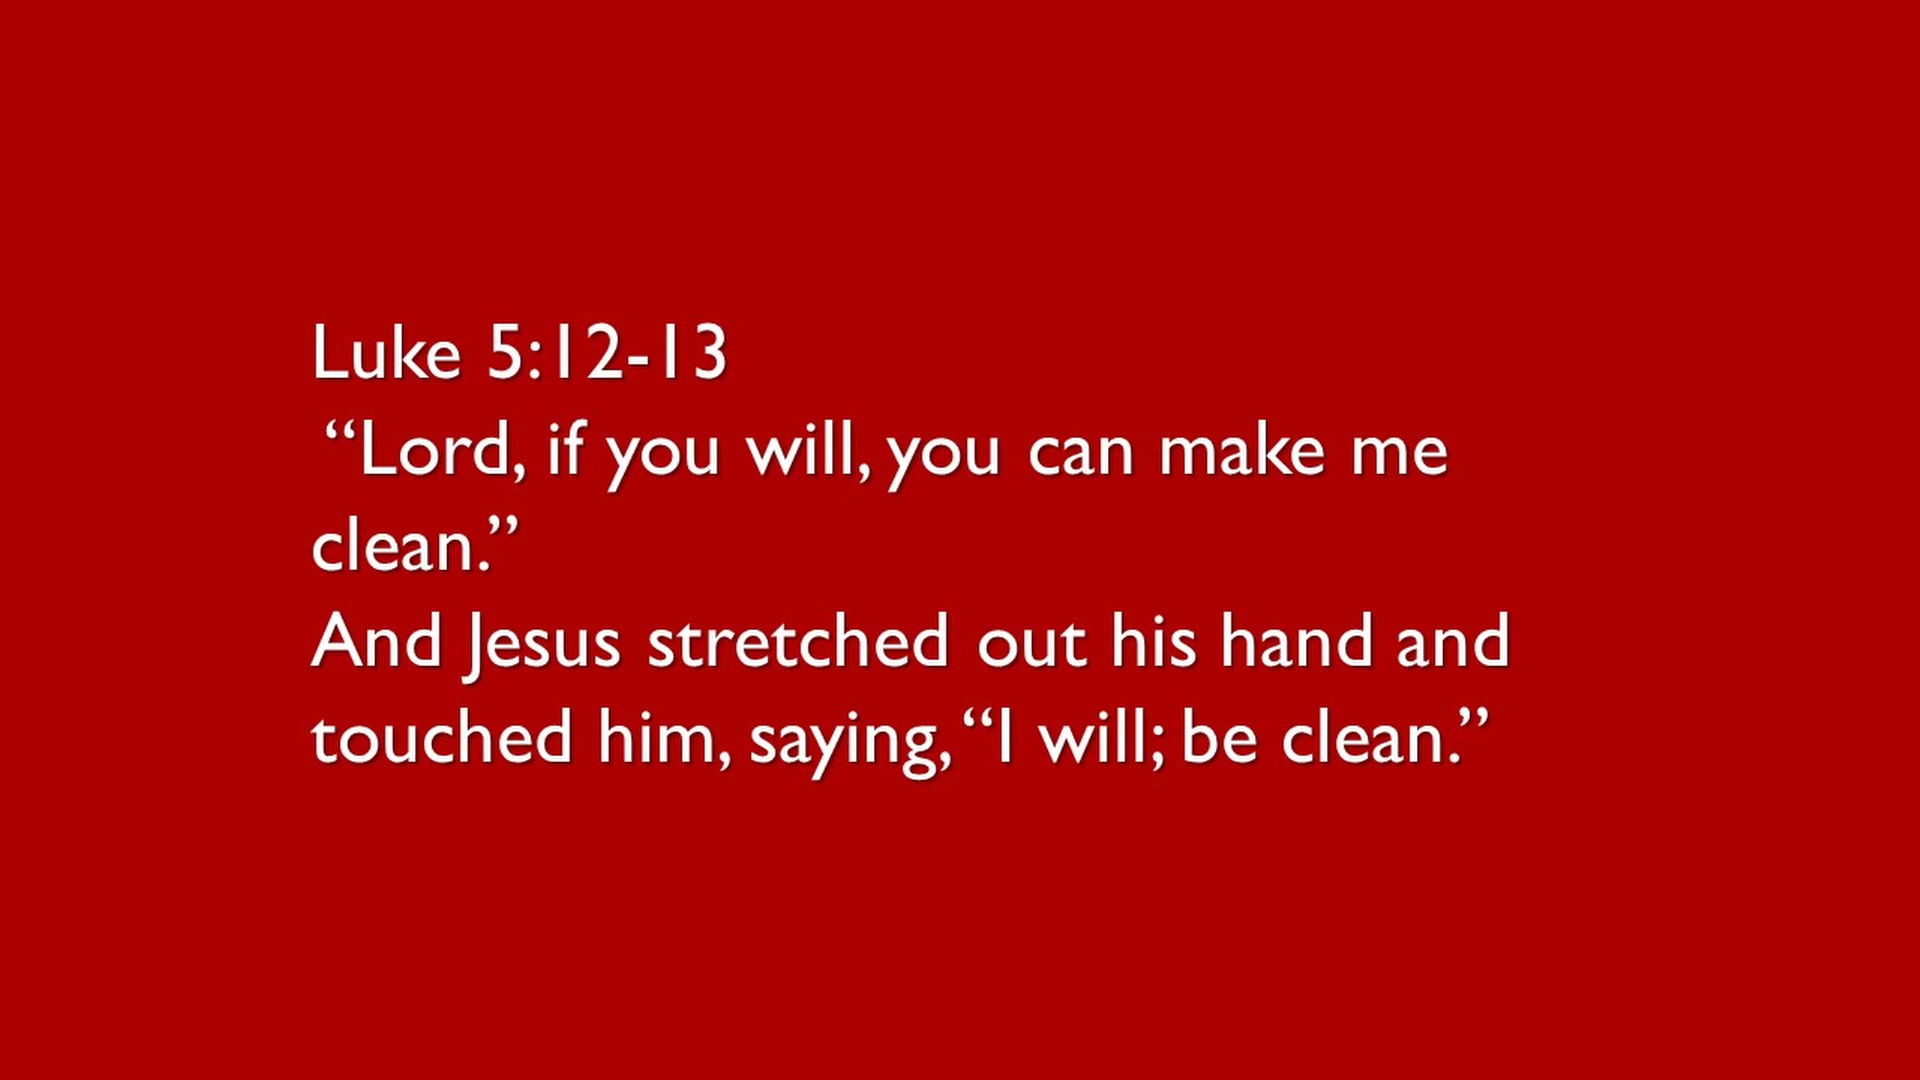 Luke 5:12-13
“Lord, if you will, you can make me
clean.”
And Jesus stretched out his hand and
touched him, saying, “I will; be clean.”